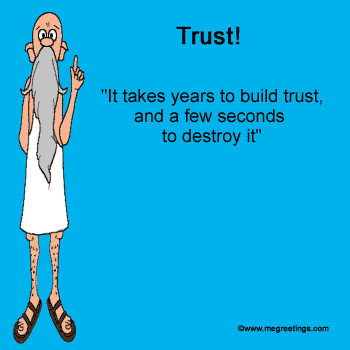 Trust!
"It takes years to build trust,
and a few seconds
to destroy it"
©www.megreetings.com